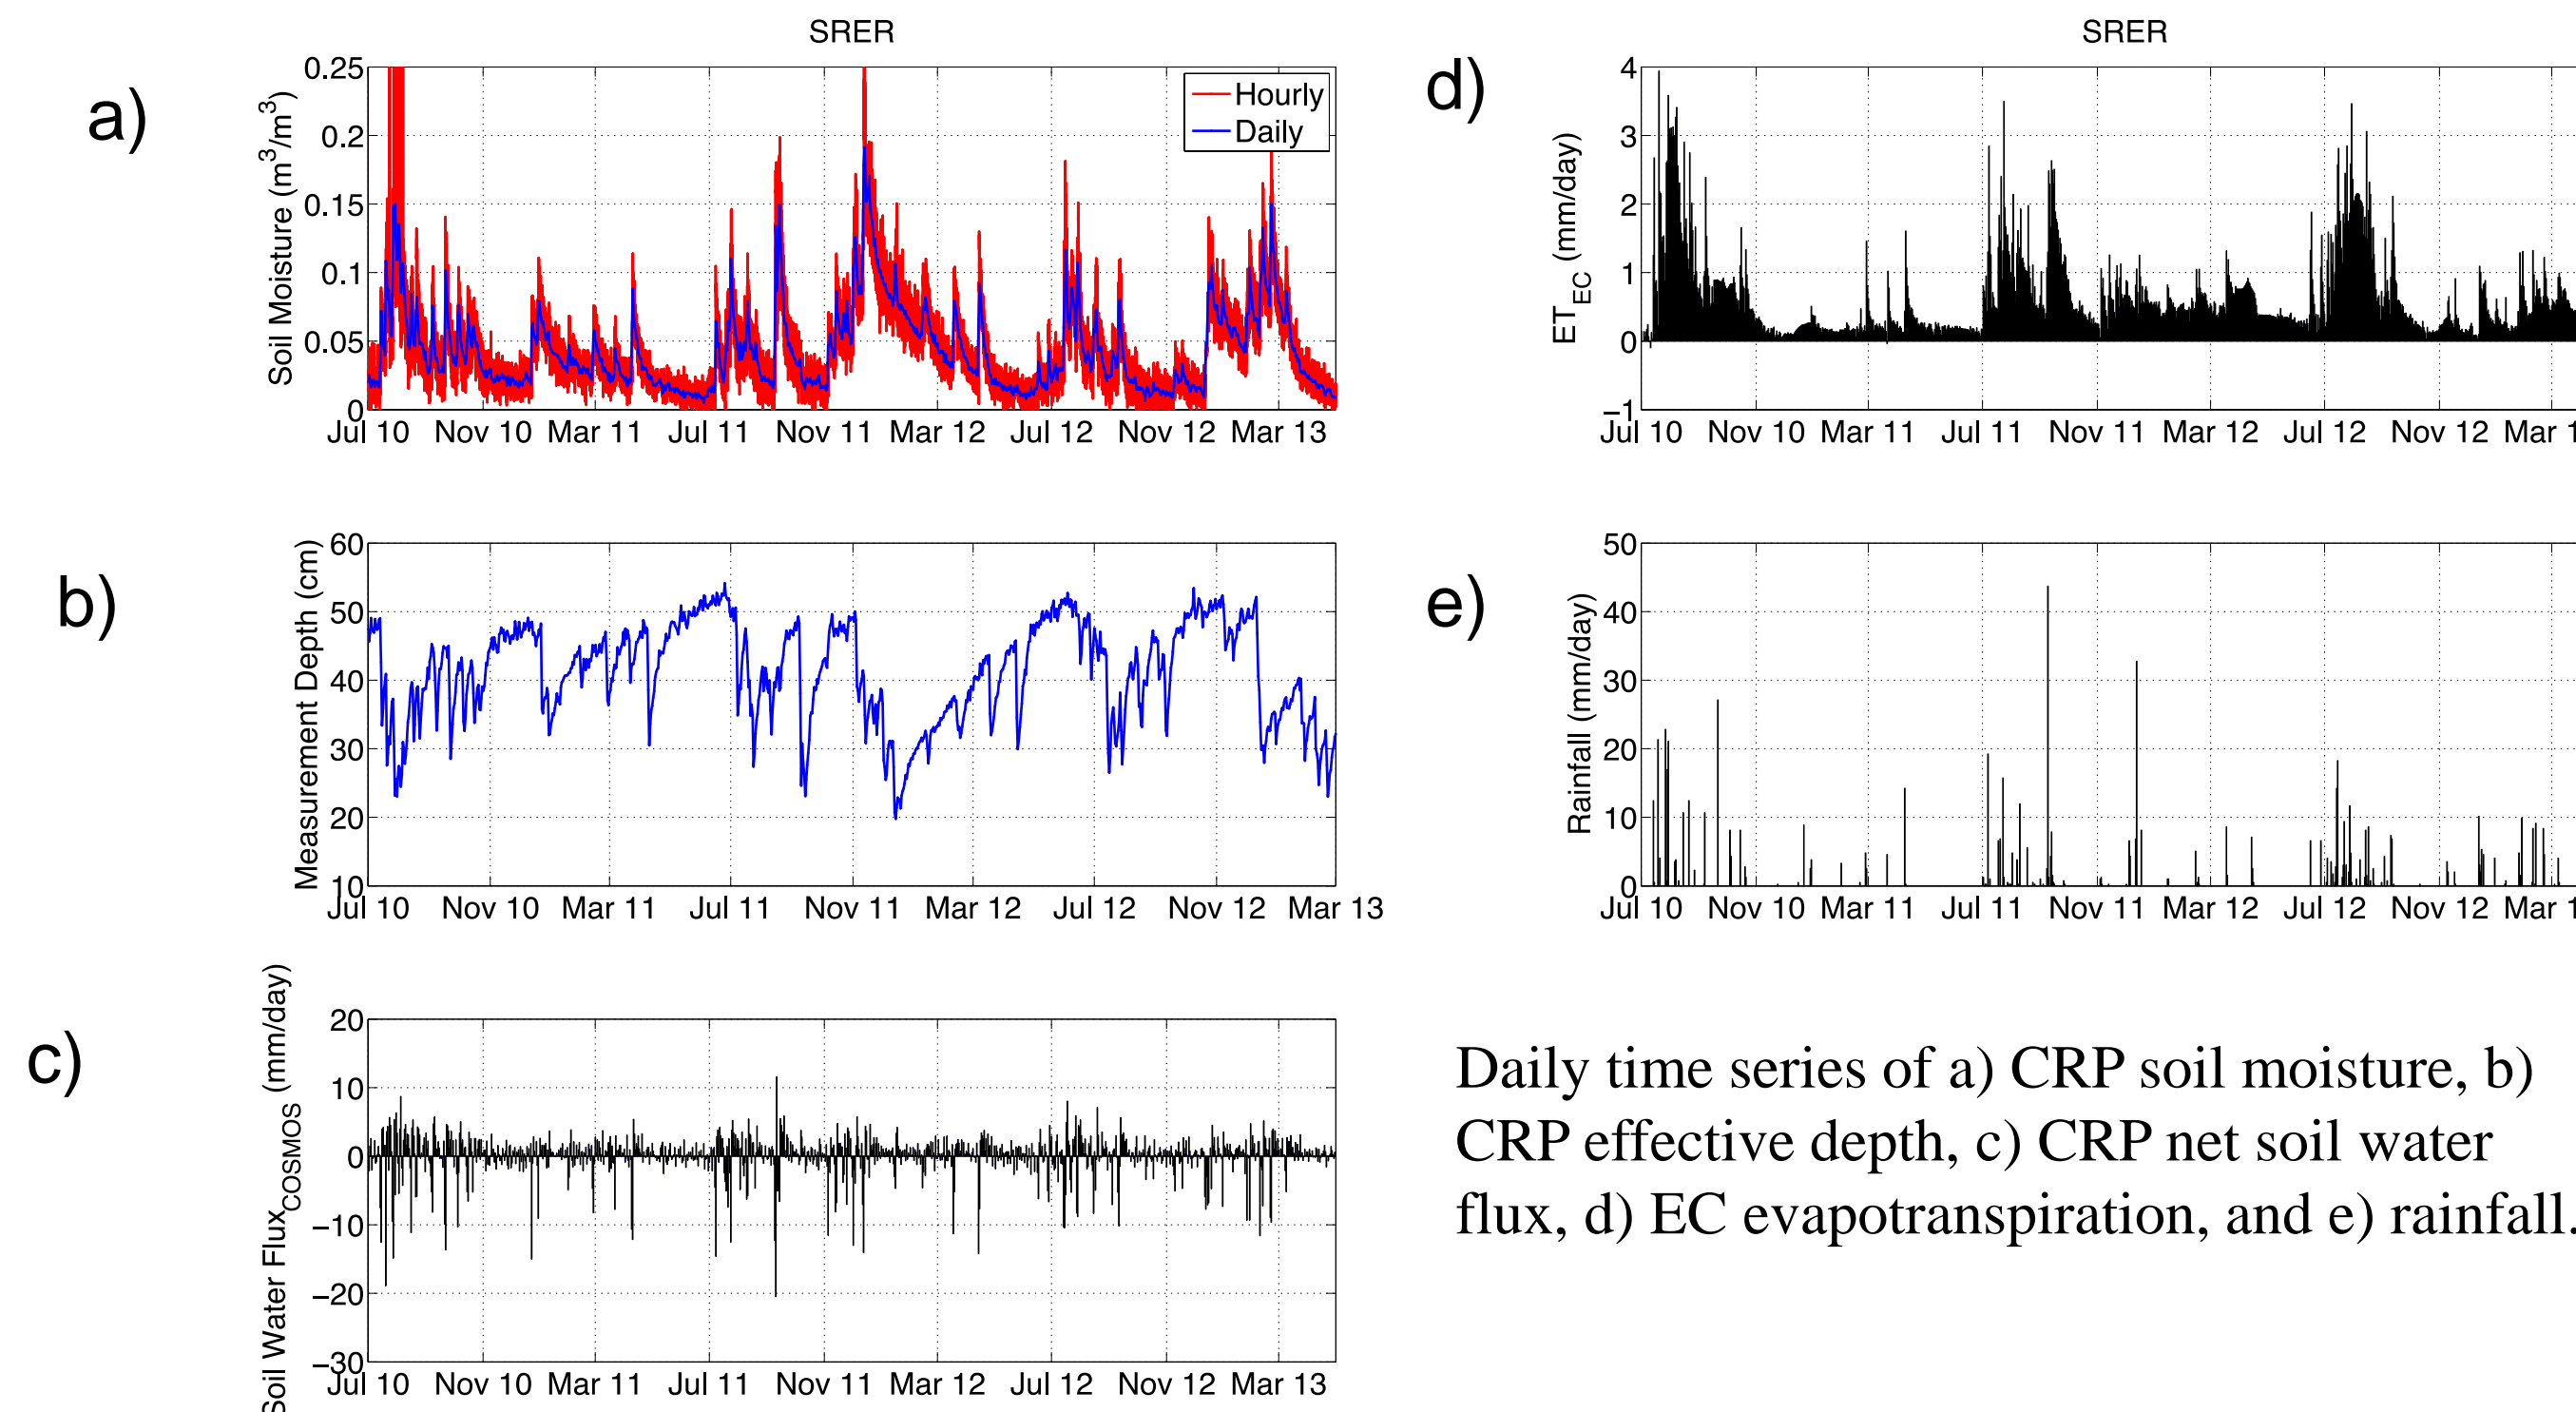 SRER
a)
Soil Moisture (m³/m³)
0.25
0.2
0.15
0.1
0.05
0
Hourly
Daily
Jul 10 Nov 10 Mar 11 Jul 11 Nov 11 Mar 12 Jul 12 Nov 12 Mar 13
b)
Measurement Depth (cm)
60
50
40
30
20
10
Jul 10 Nov 10 Mar 11 Jul 11 Nov 11 Mar 12 Jul 12 Nov 12 Mar 13
c)
Soil Water Flux COSMOS (mm/day)
20
10
0
−10
−20
−30
Jul 10 Nov 10 Mar 11 Jul 11 Nov 11 Mar 12 Jul 12 Nov 12 Mar 13
SRER
d)
ET EC (mm/day)
4
3
2
1
0
−1
Jul 10 Nov 10 Mar 11 Jul 11 Nov 11 Mar 12 Jul 12 Nov 12 Mar
e)
Rainfall (mm/day)
50
40
30
20
10
0
Jul 10 Nov 10 Mar 11 Jul 11 Nov 11 Mar 12 Jul 12 Nov 12 Mar
Daily time series of a) CRP soil moisture, b)
CRP effective depth, c) CRP net soil water
flux, d) EC evapotranspiration, and e) rainfall.